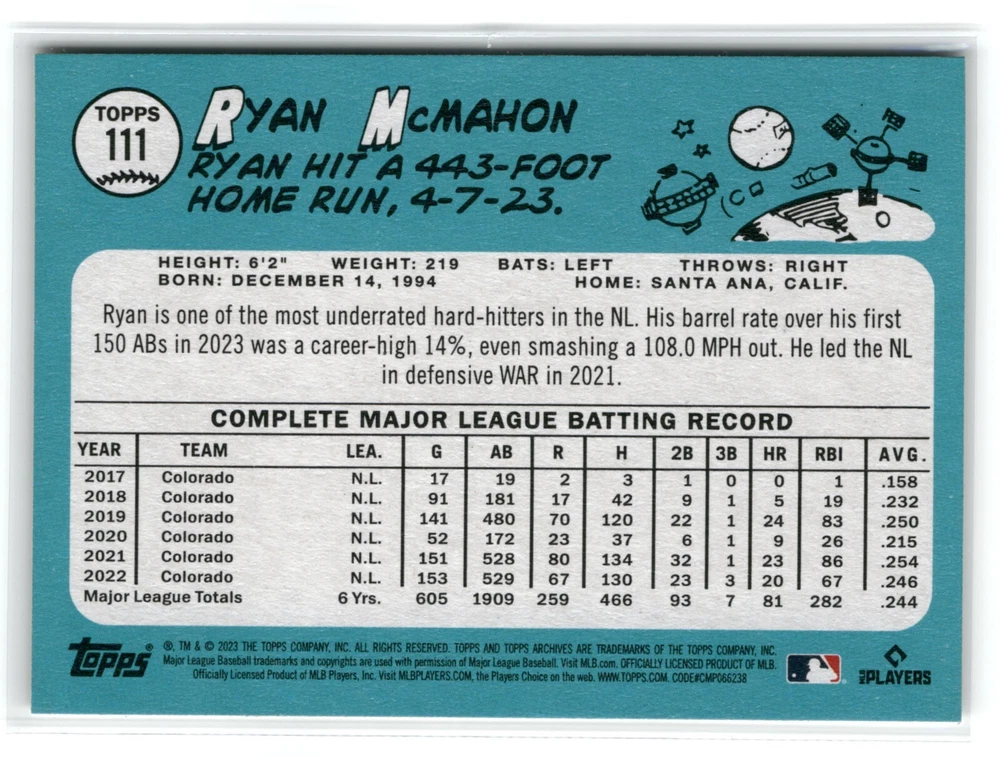 TOPPS
111
RYAN MCMAHON
RYAN HIT A 443-FOOT
HOME RUN, 4-7-23.
HEIGHT: 6'2" WEIGHT: 219 BATS: LEFT THROWS: RIGHT
BORN: DECEMBER 14, 1994 HOME: SANTA ANA, CALIF.
Ryan is one of the most underrated hard-hitters in the NL. His barrel rate over his first
150 ABs in 2023 was a career-high 14%, even smashing a 108.0 MPH out. He led the NL
in defensive WAR in 2021.
COMPLETE MAJOR LEAGUE BATTING RECORD
YEAR TEAM LEA. G AB R H 2B 3B HR RBI AVG.
2017 Colorado N.L. 17 19 2 3 1 0 0 1 .158
2018 Colorado N.L. 91 181 17 42 9 1 5 19 .232
2019 Colorado N.L. 141 480 70 120 22 1 24 83 .250
2020 Colorado N.L. 52 172 23 37 6 1 9 26 .215
2021 Colorado N.L. 151 528 80 134 32 1 23 86 .254
2022 Colorado N.L. 153 529 67 130 23 3 20 67 .246
Major League Totals 6 Yrs. 605 1909 259 466 93 7 81 282 .244
topps® ®, TM & © 2023 THE TOPPS COMPANY, INC. ALL RIGHTS RESERVED. TOPPS AND TOPPS ARCHIVES ARE TRADEMARKS OF THE TOPPS COMPANY, INC.
Major League Baseball trademarks and copyrights are used with permission of Major League Baseball. Visit MLB.com. OFFICIALLY LICENSED PRODUCT OF MLB.
Officially Licensed Product of MLB Players, Inc. Visit MLBPLAYERS.COM, the Players Choice on the web. WWW.TOPPS.COM. CODE#CMP066238
MLB PLAYERS